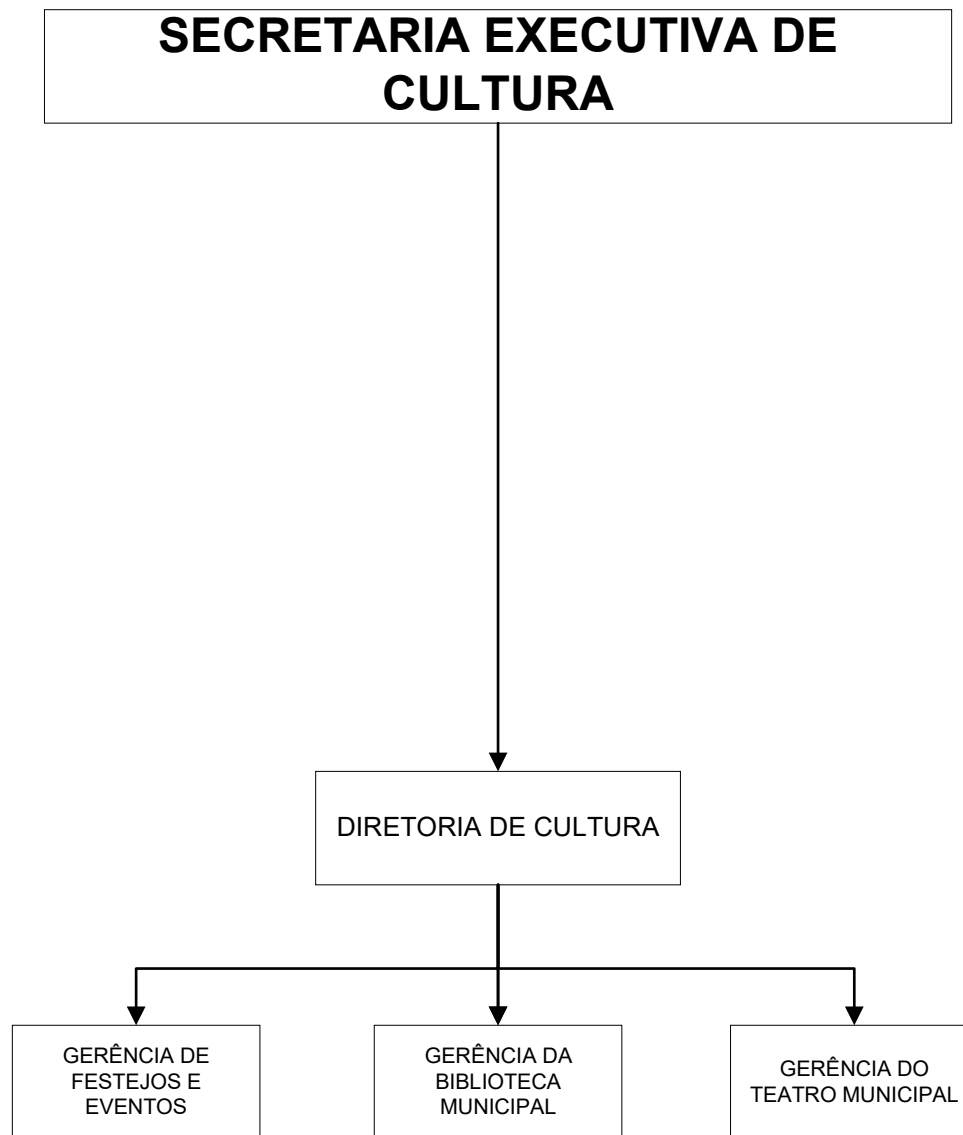 SECRETARIA EXECUTIVA DE
CULTURA
DIRETORIA DE CULTURA
GERÊNCIA DE
FESTEJOS E
EVENTOS
GERÊNCIA DA
BIBLIOTECA
MUNICIPAL
GERÊNCIA DO
TEATRO MUNICIPAL